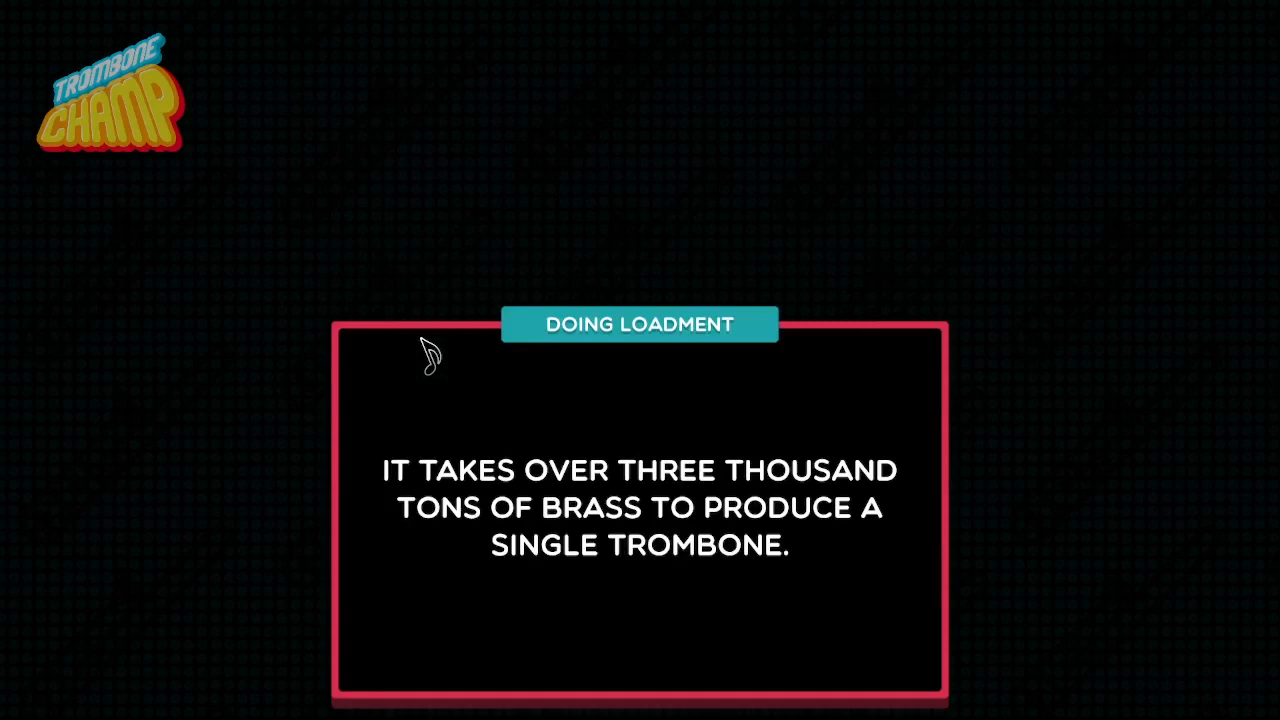 TROMBONE
CHAMP
DOING LOADMENT
IT TAKES OVER THREE THOUSAND
TONS OF BRASS TO PRODUCE A
SINGLE TROMBONE.